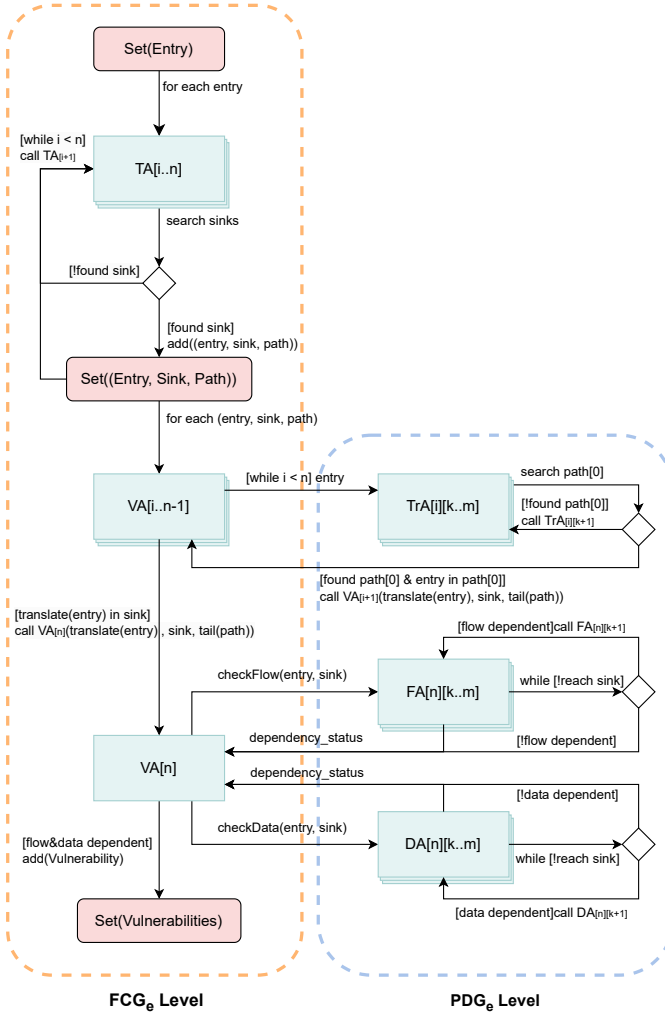 Set(Entry)
for each entry
[while i < n]
call TA[i+1]
TA[i..n]
search sinks
[!found sink]
[found sink]
add((entry, sink, path))
Set((Entry, Sink, Path))
for each (entry, sink, path)
VA[i..n-1]
[while i < n] entry
TrA[i][k..m]
search path[0]
[!found path[0]]
call TrA[i][k+1]
[found path[0] & entry in path[0]]
call VA[i+1](translate(entry), sink, tail(path))
[translate(entry) in sink]
call VA[n](translate(entry), sink, tail(path))
[flow dependent]call FA[n][k+1]
checkFlow(entry, sink)
FA[n][k..m]
while [!reach sink]
dependency_status
[!flow dependent]
VA[n]
dependency_status
[!data dependent]
checkData(entry, sink)
DA[n][k..m]
while [!reach sink]
[flow&data dependent]
add(Vulnerability)
[data dependent]call DA[n][k+1]
Set(Vulnerabilities)
FCGe Level
PDGe Level